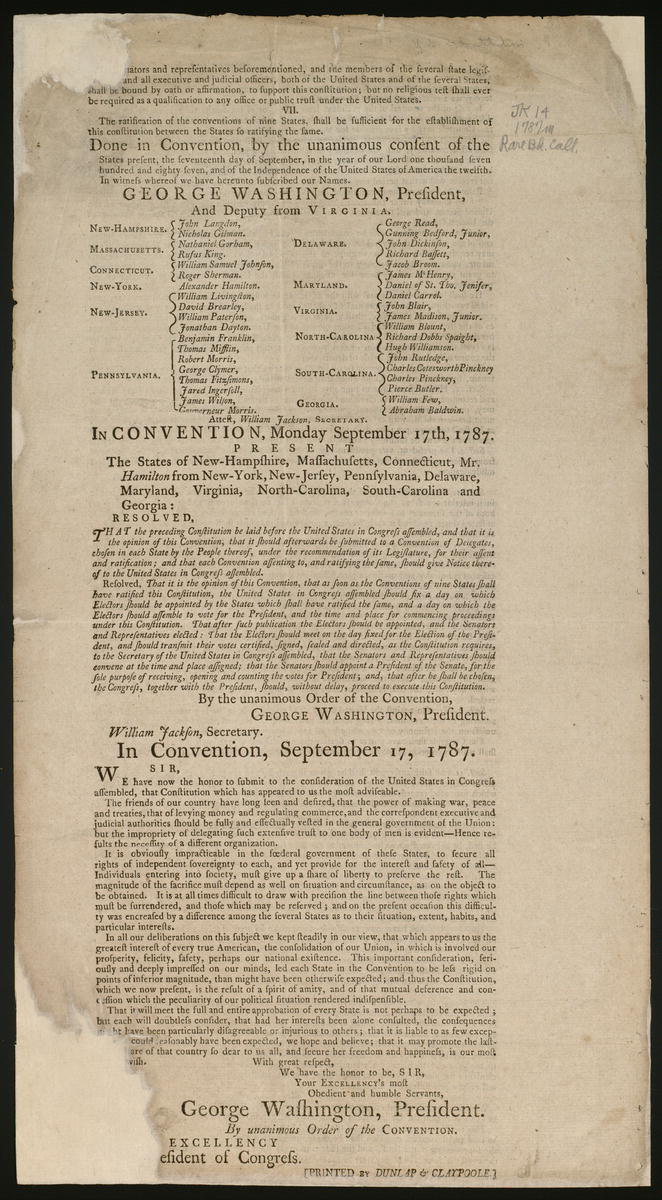 ators and repreſentatives beforementioned, and the members of the ſeveral ſtate legiſ-
and all executive and judicial officers, both of the United States and of the ſeveral States,
ſhall be bound by oath or affirmation, to ſupport this conſtitution; but no religious teſt ſhall ever
be required as a qualification to any office or public truſt under the United States.
VII.
The ratification of the conventions of nine States, ſhall be ſufficient for the eſtabliſhment of
this conſtitution between the States ſo ratifying the ſame.
Done in Convention, by the unanimous conſent of the
States preſent, the ſeventeenth day of September, in the year of our Lord one thouſand ſeven
hundred and eighty ſeven, and of the Independence of the United States of America the twelfth.
In witneſs whereof we have hereunto ſubſcribed our Names.
GEORGE WASHINGTON, Preſident,
And Deputy from VIRGINIA.
NEW-HAMPSHIRE. { John Langdon,
Nicholas Gilman.
MASSACHUSETTS. { Nathaniel Gorham,
Rufus King.
CONNECTICUT. { William Samuel Johnſon,
Roger Sherman.
NEW-YORK. Alexander Hamilton.
NEW-JERSEY. { William Livingſton,
David Brearley,
William Paterſon,
Jonathan Dayton.
PENNSYLVANIA. { Benjamin Franklin,
Thomas Mifflin,
Robert Morris,
George Clymer,
Thomas Fitzſimons,
Jared Ingerſoll,
James Wilſon,
Gouverneur Morris.
DELAWARE. { George Read,
Gunning Bedford, Junior,
John Dickinſon,
Richard Baſſett,
Jacob Broom.
MARYLAND. { James M'Henry,
Daniel of St. Tho. Jenifer,
Daniel Carrol.
VIRGINIA. { John Blair,
James Madison, Junior.
NORTH-CAROLINA { William Blount,
Richard Dobbs Spaight,
Hugh Williamson.
SOUTH-CAROLINA. { John Rutledge,
Charles Cotesworth Pinckney
Charles Pinckney,
Pierce Butler.
GEORGIA. { William Few,
Abraham Baldwin.
Atteſt, William Jackſon, SECRETARY.
IN CONVENTION, Monday September 17th, 1787.
PRESENT
The States of New-Hampſhire, Maſſachuſetts, Connecticut, Mr.
Hamilton from New-York, New-Jerſey, Pennſylvania, Delaware,
Maryland, Virginia, North-Carolina, South-Carolina and
Georgia:
RESOLVED,
THAT the preceding Conſtitution be laid before the United States in Congreſs aſſembled, and that it is
the opinion of this Convention, that it ſhould afterwards be ſubmitted to a Convention of Delegates,
choſen in each State by the People thereof, under the recommendation of its Legiſlature, for their aſſent
and ratification; and that each Convention aſſenting to, and ratifying the ſame, ſhould give Notice there-
of to the United States in Congreſs aſſembled.
Reſolved, That it is the opinion of this Convention, that as ſoon as the Conventions of nine States ſhall
have ratified this Conſtitution, the United States in Congreſs aſſembled ſhould fix a day on which
Electors ſhould be appointed by the States which ſhall have ratified the ſame, and a day on which the
Electors ſhould aſſemble to vote for the Preſident, and the time and place for commencing proceedings
under this Conſtitution. That after ſuch publication the Electors ſhould be appointed, and the Senators
and Repreſentatives elected: That the Electors ſhould meet on the day fixed for the Election of the Preſi-
dent, and ſhould tranſmit their votes certified, ſigned, ſealed and directed, as the Conſtitution requires,
to the Secretary of the United States in Congreſs aſſembled, that the Senators and Repreſentatives ſhould
convene at the time and place aſſigned; that the Senators ſhould appoint a Preſident of the Senate, for the
ſole purpoſe of receiving, opening and counting the votes for Preſident; and, that after he ſhall be choſen,
the Congreſs, together with the Preſident, ſhould, without delay, proceed to execute this Conſtitution.
By the unanimous Order of the Convention,
GEORGE WASHINGTON, Preſident.
William Jackſon, Secretary.
In Convention, September 17, 1787.
SIR,
WE have now the honor to ſubmit to the conſideration of the United States in Congreſs
aſſembled, that Conſtitution which has appeared to us the moſt adviſeable.
The friends of our country have long ſeen and deſired, that the power of making war, peace
and treaties, that of levying money and regulating commerce, and the correſpondent executive and
judicial authorities ſhould be fully and effectually veſted in the general government of the Union:
but the impropriety of delegating ſuch extenſive truſt to one body of men is evident—Hence re-
ſults the neceſſity of a different organization.
It is obviouſly impracticable in the fœderal government of theſe States, to ſecure all
rights of independent ſovereignty to each, and yet provide for the intereſt and ſafety of all—
Individuals entering into ſociety, muſt give up a ſhare of liberty to preſerve the reſt. The
magnitude of the ſacrifice muſt depend as well on ſituation and circumſtance, as on the object to
be obtained. It is at all times difficult to draw with preciſion the line between thoſe rights which
muſt be ſurrendered, and thoſe which may be reſerved; and on the preſent occaſion this difficul-
ty was encreaſed by a difference among the ſeveral States as to their ſituation, extent, habits, and
particular intereſts.
In all our deliberations on this ſubject we kept ſteadily in our view, that which appears to us the
greateſt intereſt of every true American, the conſolidation of our Union, in which is involved our
proſperity, felicity, ſafety, perhaps our national exiſtence. This important conſideration, ſeri-
ouſly and deeply impreſſed on our minds, led each State in the Convention to be leſs rigid on
points of inferior magnitude, than might have been otherwiſe expected; and thus the Conſtitution,
which we now preſent, is the reſult of a ſpirit of amity, and of that mutual deference and con-
ceſſion which the peculiarity of our political ſituation rendered indiſpenſible.
That it will meet the full and entire approbation of every State is not perhaps to be expected;
but each will doubtleſs conſider, that had her intereſts been alone conſulted, the conſequences
might have been particularly diſagreeable or injurious to others; that it is liable to as few excep-
could reaſonably have been expected, we hope and believe; that it may promote the laſt-
are of that country ſo dear to us all, and ſecure her freedom and happineſs, is our moſt
wiſh. With great reſpect,
We have the honor to be, SIR,
Your EXCELLENCY's moſt
Obedient and humble Servants,
George Waſhington, Preſident.
By unanimous Order of the CONVENTION.
EXCELLENCY
eſident of Congreſs.
[PRINTED BY DUNLAP & CLAYPOOLE.]
JK 14
1787m
Rare Bk. Coll.